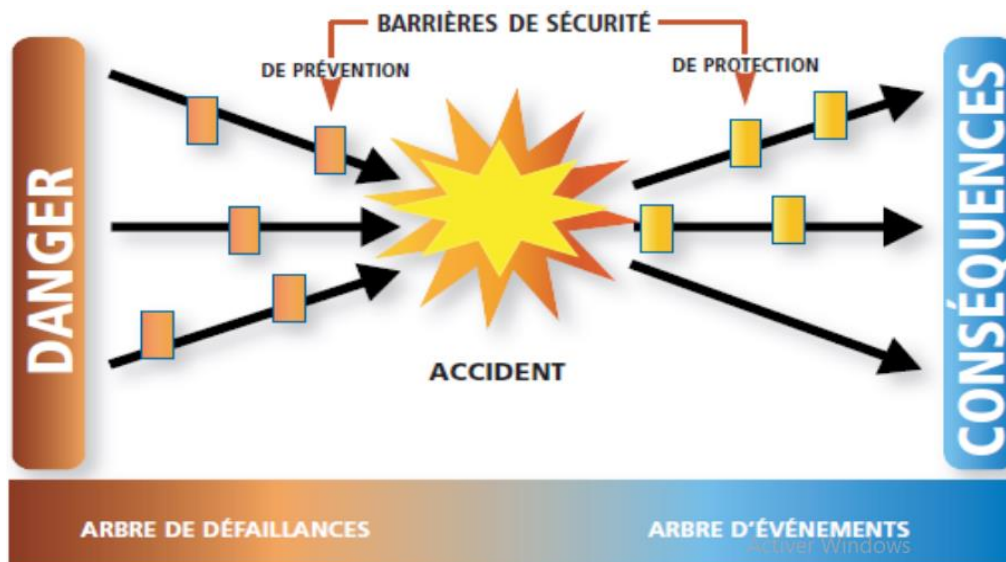 BARRIÈRES DE SÉCURITÉ
DE PRÉVENTION
DE PROTECTION
DANGER
ACCIDENT
CONSÉQUENCES
ARBRE DE DÉFAILLANCES
ARBRE D'ÉVÉNEMENTS
Activer Windows